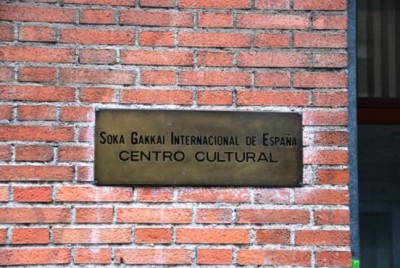 SOKA GAKKAI INTERNACIONAL DE ESPAÑA
CENTRO CULTURAL